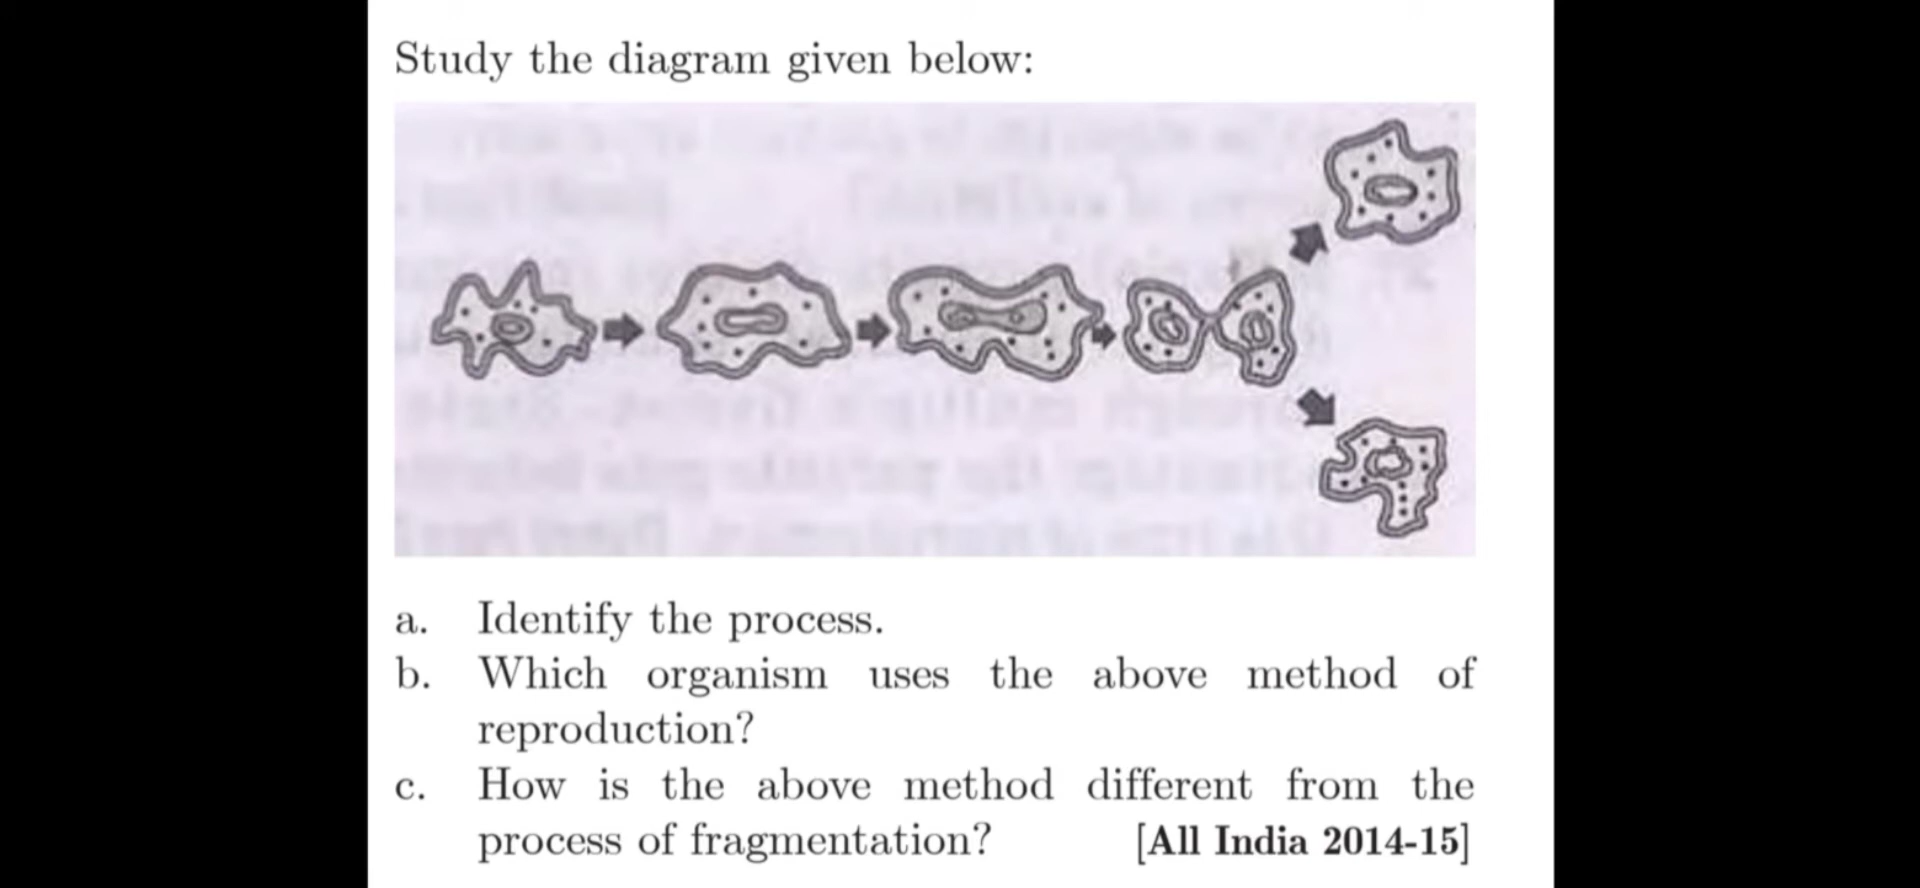 Study the diagram given below:
a. Identify the process.
b. Which organism uses the above method of
reproduction?
c. How is the above method different from the
process of fragmentation? [All India 2014-15]